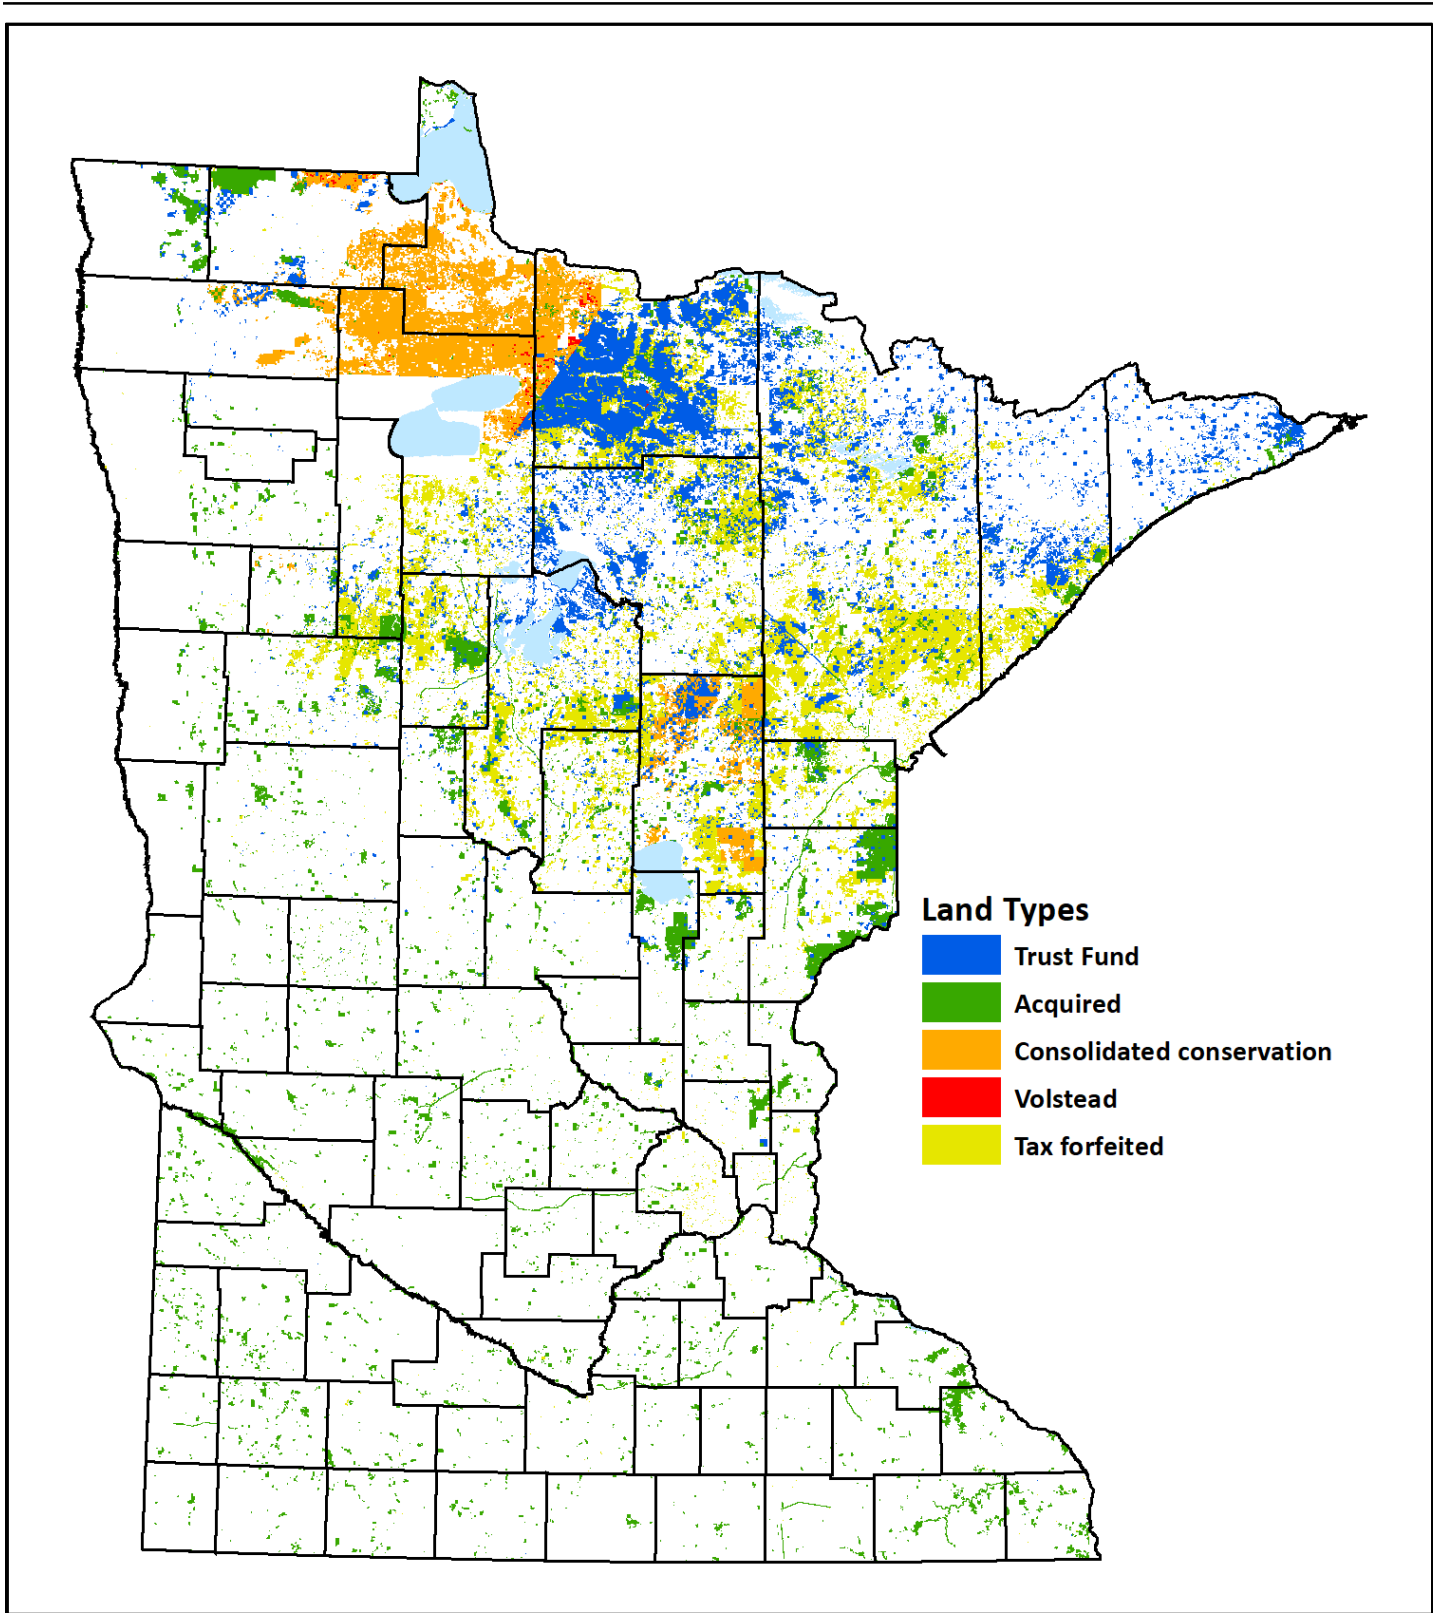 Land Types
Trust Fund
Acquired
Consolidated conservation
Volstead
Tax forfeited